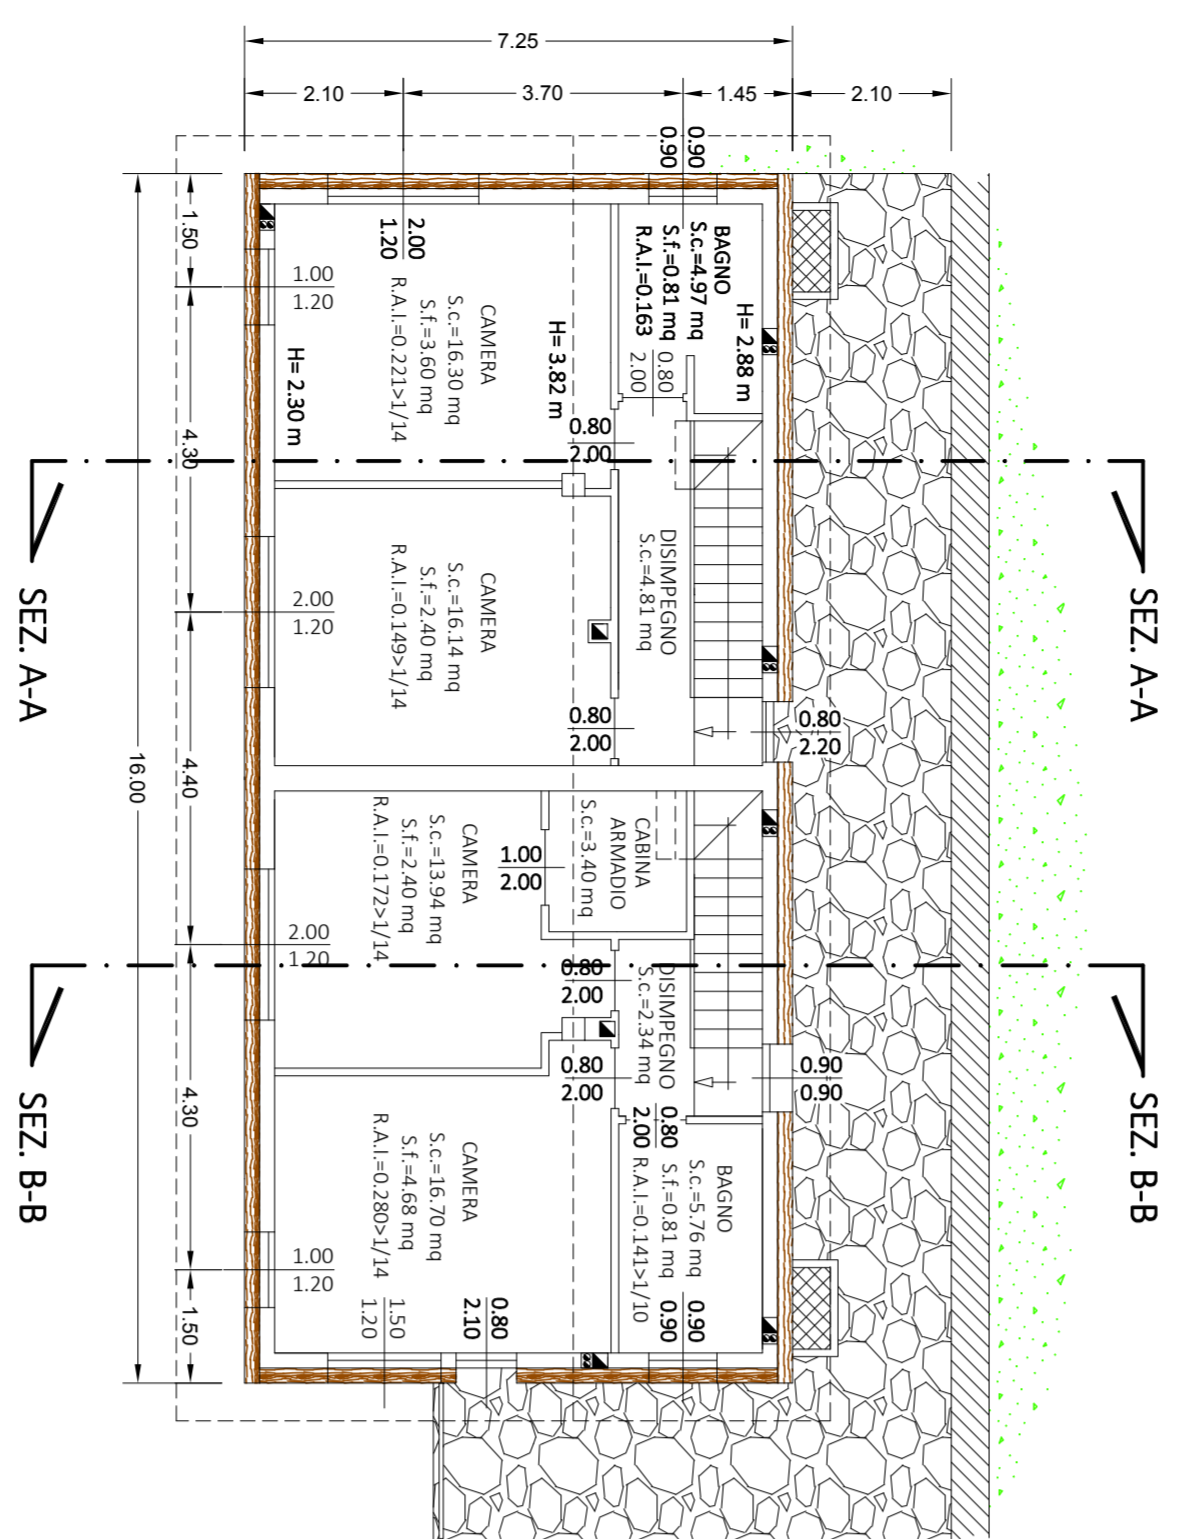 7.25
2.10
3.70
1.45
2.10
0.90
0.90
16.00
1.50
4.30
4.40
4.30
1.50
SEZ. A-A
SEZ. A-A
SEZ. B-B
SEZ. B-B
BAGNO
S.c.=4.97 mq
S.f.=0.81 mq
R.A.I.=0.163
H= 2.88 m
0.80
2.00
2.00
1.20
CAMERA
S.c.=16.30 mq
S.f.=3.60 mq
R.A.I.=0.221>1/14
H= 3.82 m
H= 2.30 m
1.00
1.20
0.80
2.00
DISIMPEGNO
S.c.=4.81 mq
CAMERA
S.c.=16.14 mq
S.f.=2.40 mq
R.A.I.=0.149>1/14
2.00
1.20
0.80
2.00
0.80
2.20
CABINA
ARMADIO
S.c.=3.40 mq
1.00
2.00
CAMERA
S.c.=13.94 mq
S.f.=2.40 mq
R.A.I.=0.172>1/14
2.00
1.20
0.80
2.00
DISIMPEGNO
S.c.=2.34 mq
0.80
2.00
0.90
0.90
0.80
2.00
BAGNO
S.c.=5.76 mq
S.f.=0.81 mq
R.A.I.=0.141>1/10
0.90
0.90
CAMERA
S.c.=16.70 mq
S.f.=4.68 mq
R.A.I.=0.280>1/14
1.00
1.20
1.50
1.20
0.80
2.10